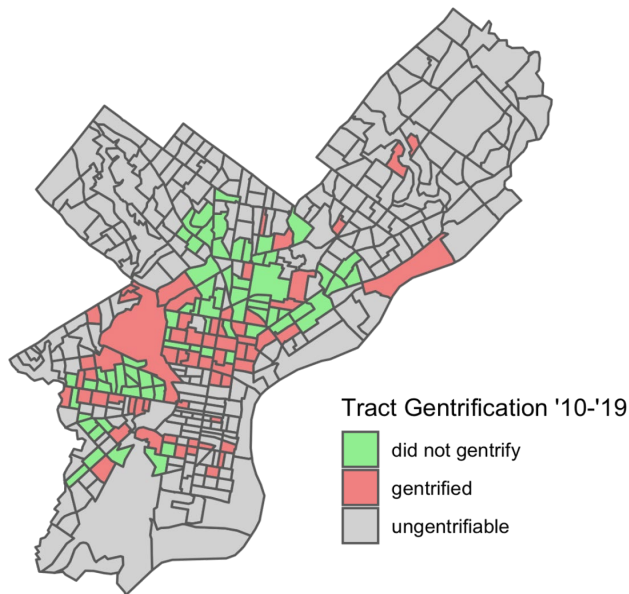 Tract Gentrification '10-'19
did not gentrify
gentrified
ungentrifiable